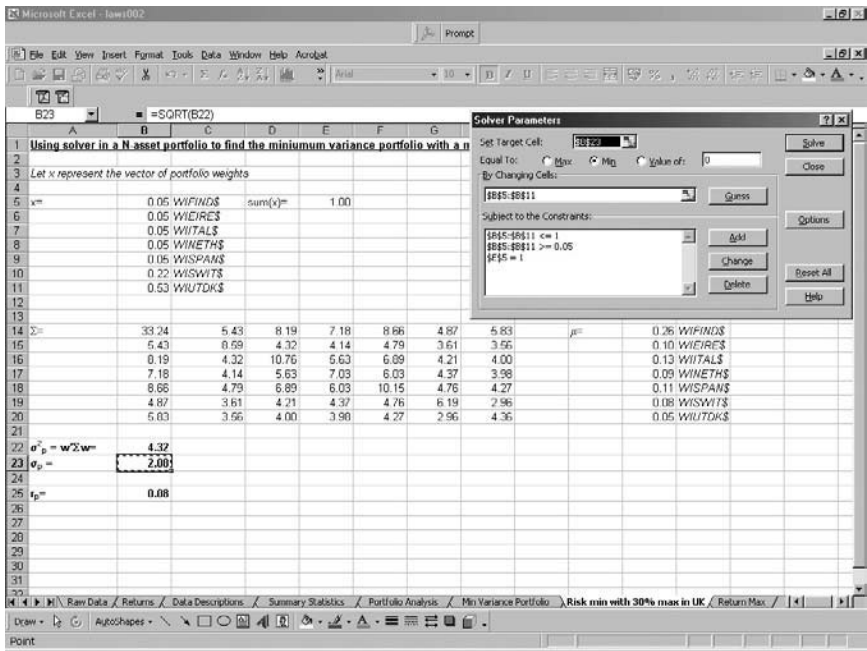 Microsoft Excel - laws002
Prompt
File Edit View Insert Format Tools Data Window Help Acrobat
Arial 10 B I U
B23 = =SQRT(B22)
A B C D E F G
1 Using solver in a N-asset portfolio to find the miniumum variance portfolio with a m
2
3 Let x represent the vector of portfolio weights
4
5 x= 0.05 WIFIND$ sum(x)= 1.00
6 0.05 WIEIRE$
7 0.05 WIITAL$
8 0.05 WINETH$
9 0.05 WISPAN$
10 0.22 WISWIT$
11 0.53 WIUTDK$
12
13
14 Σ= 33.24 5.43 8.19 7.18 8.66 4.87 5.83 μ= 0.26 WIFIND$
15 5.43 8.59 4.32 4.14 4.79 3.61 3.56 0.10 WIEIRE$
16 8.19 4.32 10.76 5.63 6.89 4.21 4.00 0.13 WIITAL$
17 7.18 4.14 5.63 7.03 6.03 4.37 3.98 0.09 WINETH$
18 8.66 4.79 6.89 6.03 10.15 4.76 4.27 0.11 WISPAN$
19 4.87 3.61 4.21 4.37 4.76 6.19 2.96 0.08 WISWIT$
20 5.83 3.56 4.00 3.98 4.27 2.96 4.36 0.05 WIUTDK$
21
22 σ²p = w'Σw= 4.32
23 σp = 2.08
24
25 rp= 0.08
26
27
28
29
30
31
32
Solver Parameters
Set Target Cell: $B$23
Solve
Equal To: Max Min Value of: 0
Close
By Changing Cells:
$B$5:$B$11
Guess
Subject to the Constraints:
Options
$B$5:$B$11 <= 1
$B$5:$B$11 >= 0.05
$E$5 = 1
Add
Change
Delete
Reset All
Help
Raw Data / Returns / Data Descriptions / Summary Statistics / Portfolio Analysis / Min Variance Portfolio \ Risk min with 30% max in UK / Return Max /
Draw AutoShapes
Point